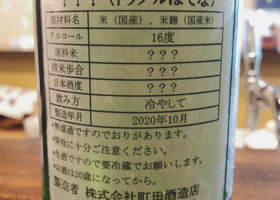 ？？？（トリプルはてな）
原材料名 米（国産）、米麹（国産米）
アルコール 16度
原料米 ？？？
精米歩合 ？？？
日本酒度 ？？？
飲み方 冷やして
製造年月 2020年10月
*無濾過ですのでおりがあります。
*開栓に十分ご注意ください。
*生酒ですので要冷蔵でお願いします。
*お酒は20歳になってから。
製造者 株式会社町田酒造店